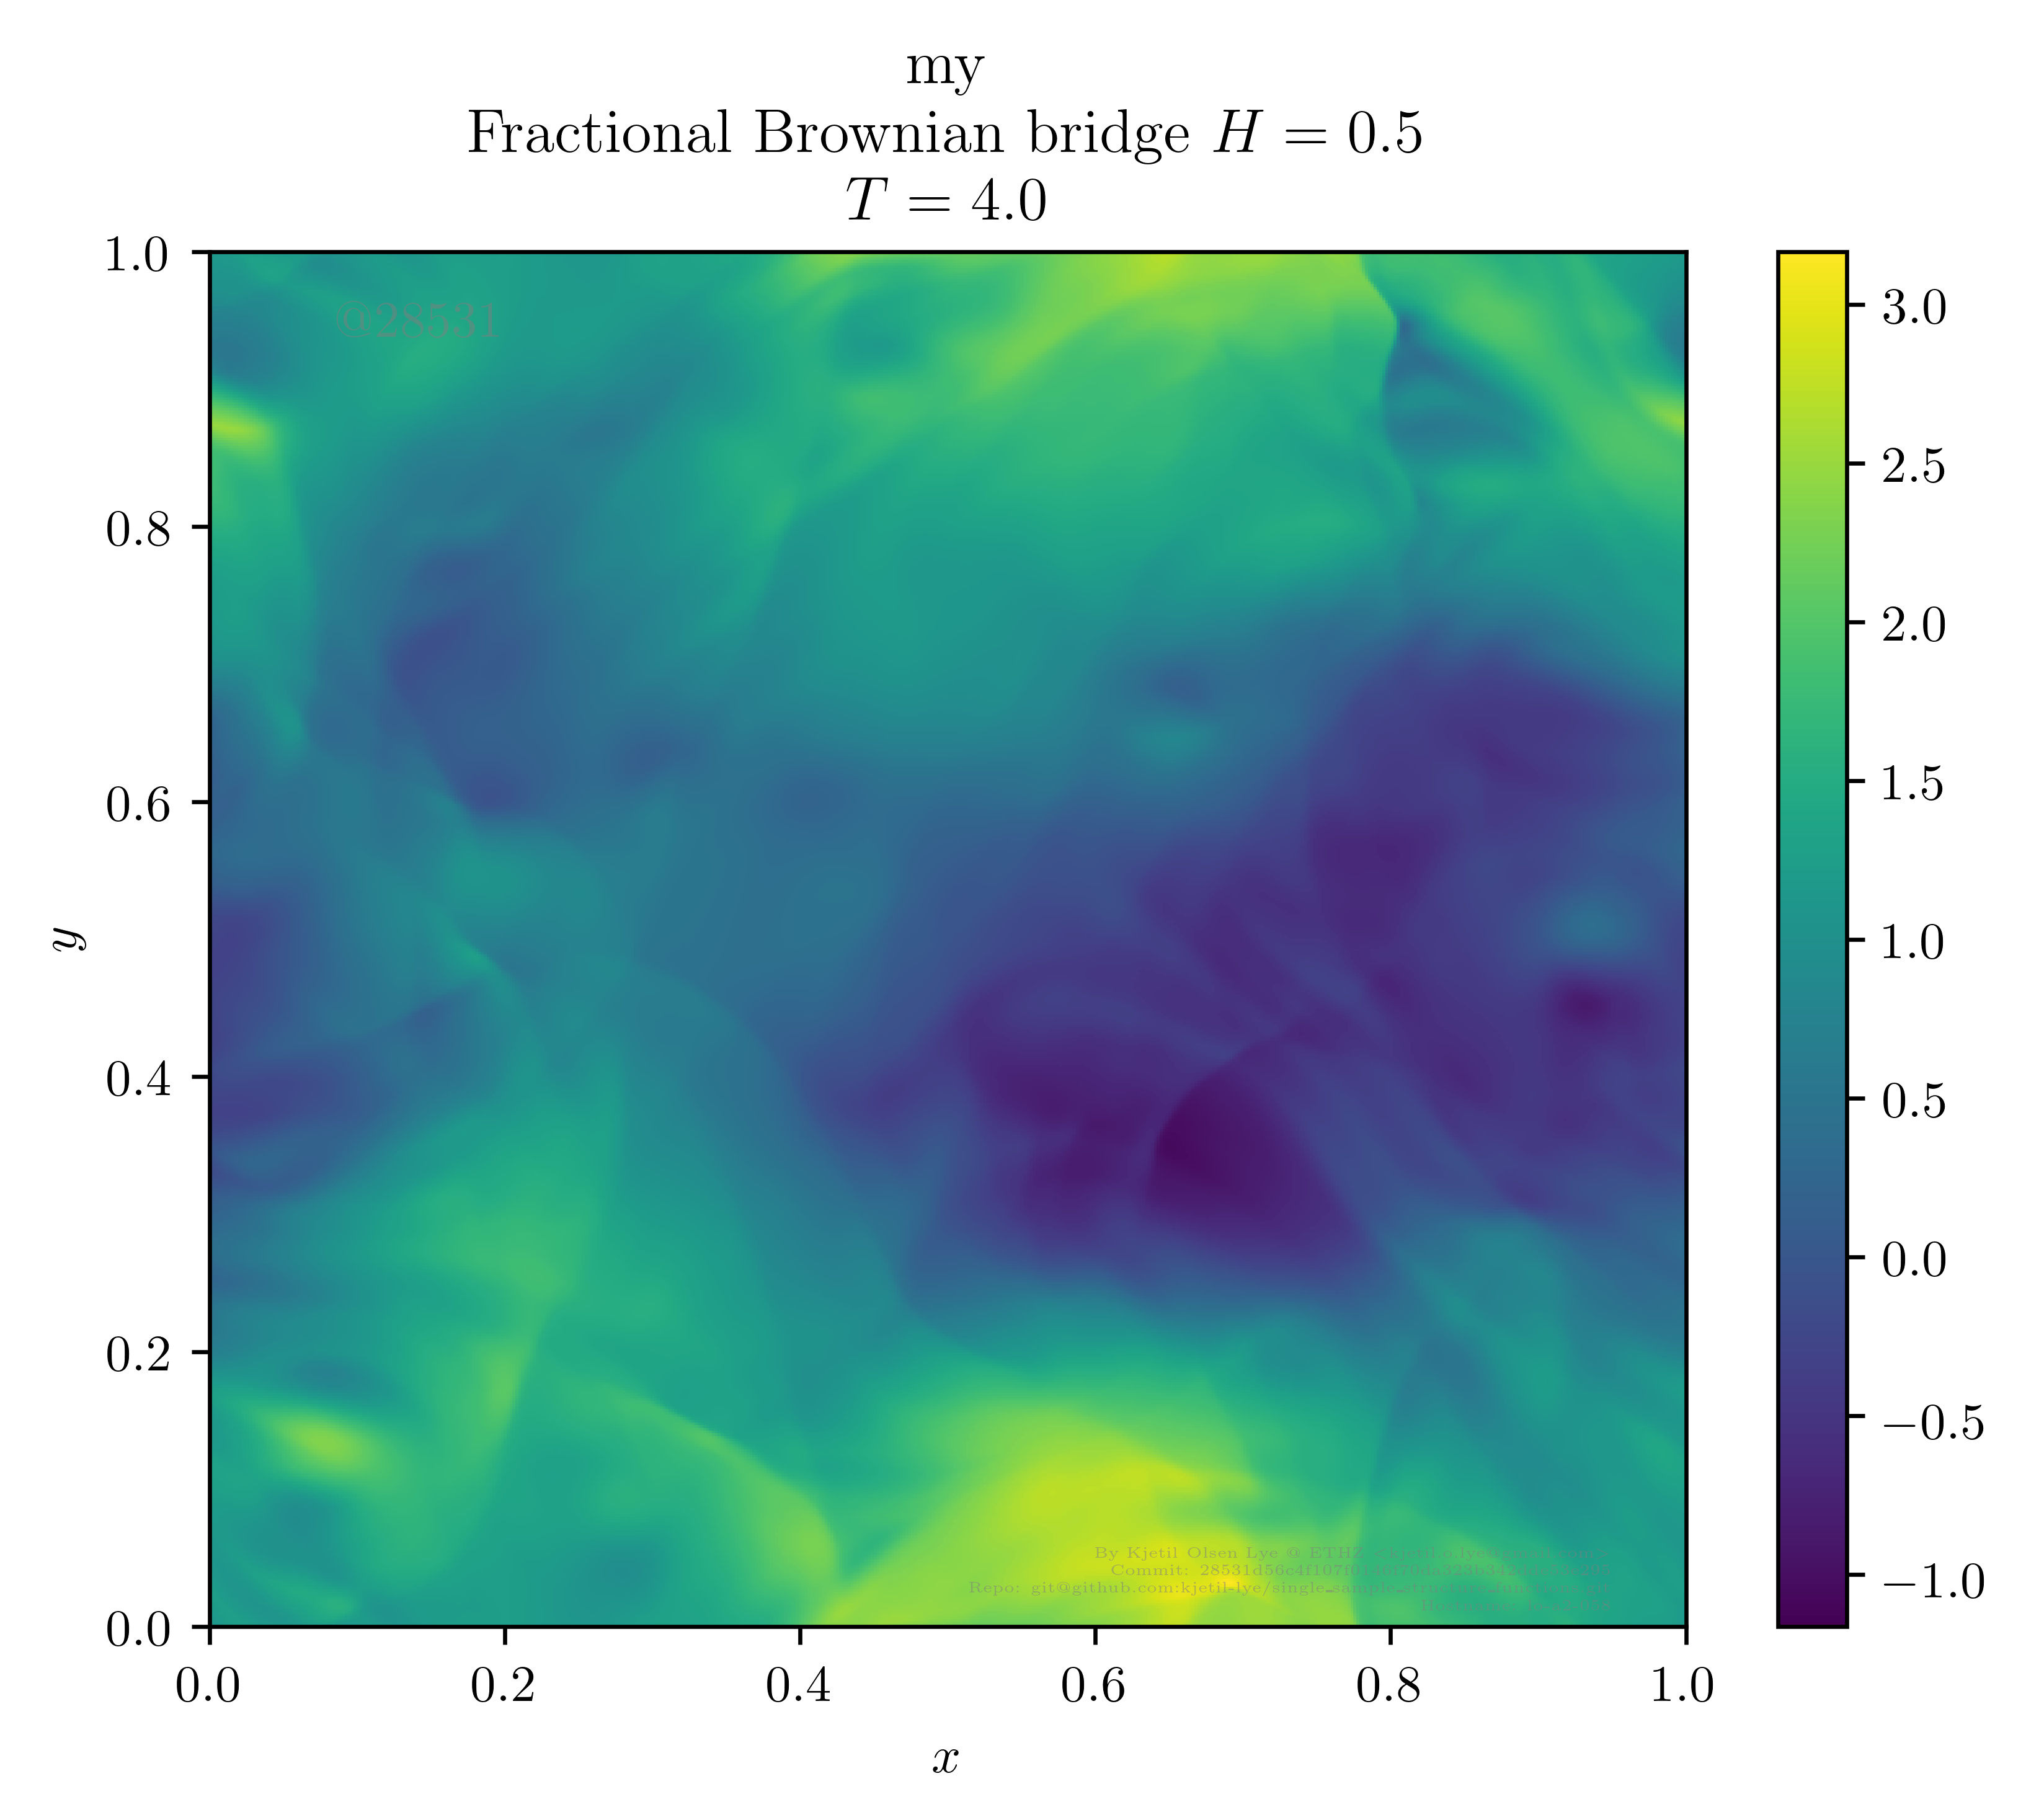 my
Fractional Brownian bridge H = 0.5
T = 4.0
@28531
1.0
0.8
0.6
0.4
0.2
0.0
y
0.0 0.2 0.4 0.6 0.8 1.0
x
3.0
2.5
2.0
1.5
1.0
0.5
0.0
−0.5
−1.0
By Kjetil Olsen Lye @ ETHZ
Commit:
Repo: